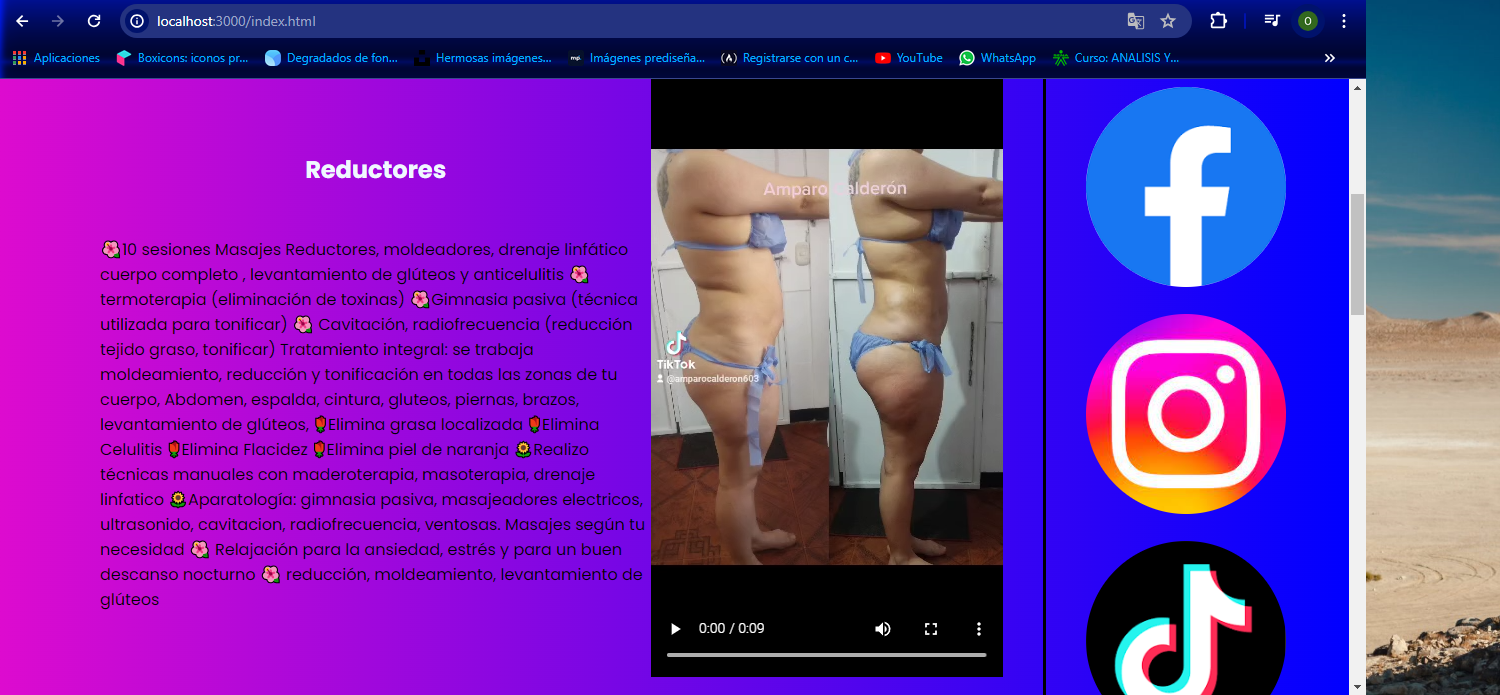 localhost:3000/index.html
O
Aplicaciones
Boxicons: iconos pr...
Degradados de fon...
Hermosas imágenes...
Imágenes prediseña...
Registrarse con un c...
YouTube
WhatsApp
Curso: ANALISIS Y...
Reductores
🌺10 sesiones Masajes Reductores, moldeadores, drenaje linfático
cuerpo completo , levantamiento de glúteos y anticelulitis 🌺
termoterapia (eliminación de toxinas) 🌺Gimnasia pasiva (técnica
utilizada para tonificar) 🌺 Cavitación, radiofrecuencia (reducción
tejido graso, tonificar) Tratamiento integral: se trabaja
moldeamiento, reducción y tonificación en todas las zonas de tu
cuerpo, Abdomen, espalda, cintura, gluteos, piernas, brazos,
levantamiento de glúteos, 🌷Elimina grasa localizada 🌷Elimina
Celulitis 🌷Elimina Flacidez 🌷Elimina piel de naranja 🌻Realizo
técnicas manuales con maderoterapia, masoterapia, drenaje
linfatico 🌻Aparatología: gimnasia pasiva, masajeadores electricos,
ultrasonido, cavitacion, radiofrecuencia, ventosas. Masajes según tu
necesidad 🌺 Relajación para la ansiedad, estrés y para un buen
descanso nocturno 🌺 reducción, moldeamiento, levantamiento de
glúteos
Amparo Calderón
TikTok
@amparocalderon603
0:00 / 0:09